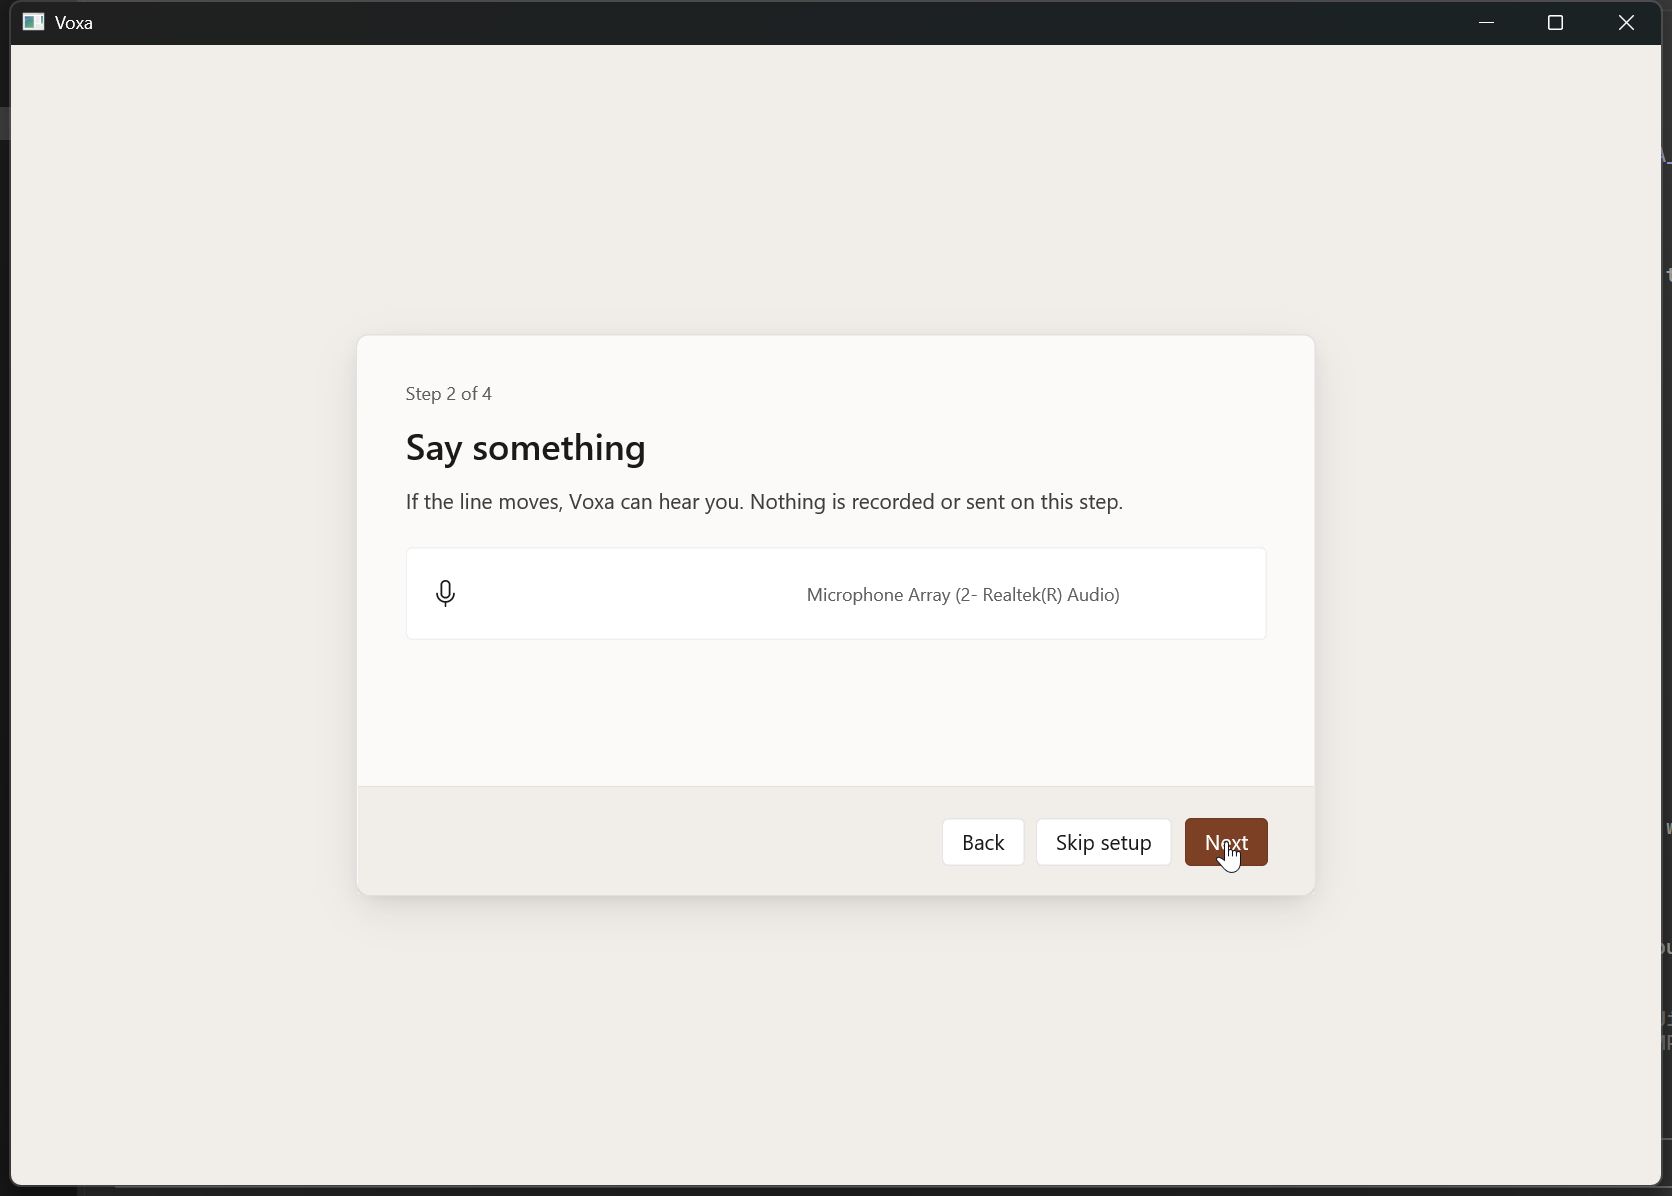 Voxa
Step 2 of 4
Say something
If the line moves, Voxa can hear you. Nothing is recorded or sent on this step.
Microphone Array (2- Realtek(R) Audio)
Back
Skip setup
Next